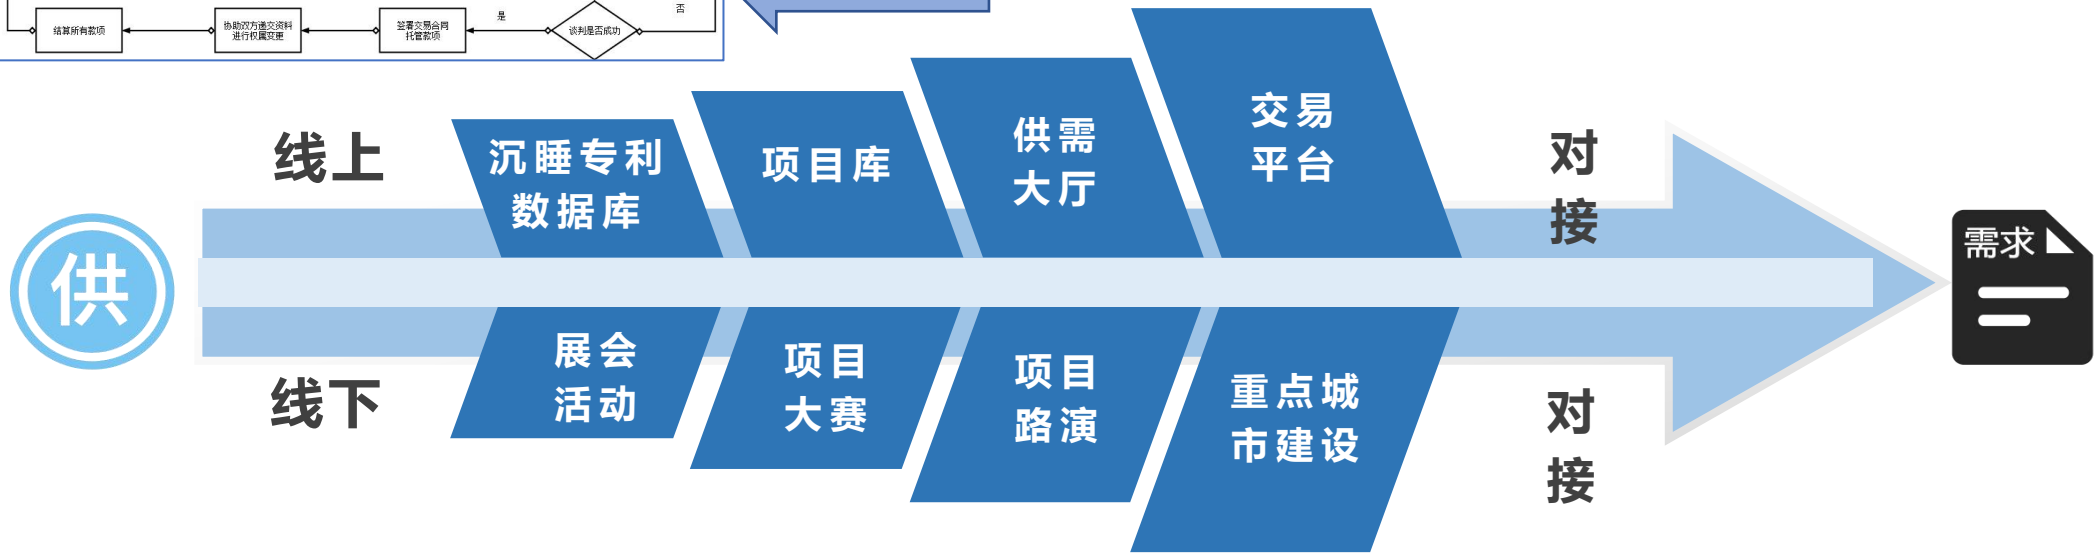 是
否
结算所有款项
协助双方递交资料
进行权属变更
签署交易合同
托管款项
谈判是否成功
线上
沉睡专利
数据库
项目库
供需
大厅
交易
平台
对
接
供
需求
线下
展会
活动
项目
大赛
项目
路演
重点城
市建设
对
接